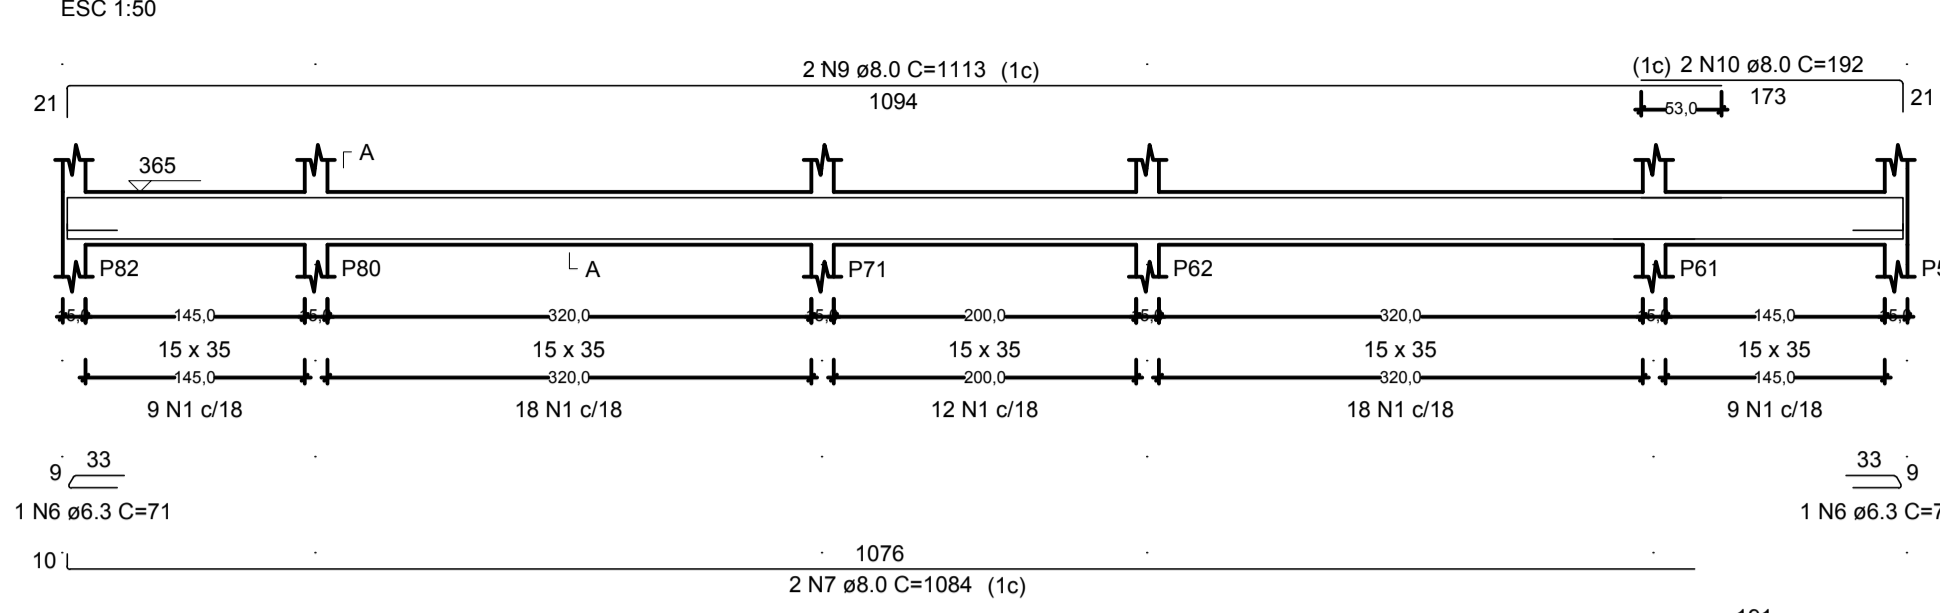 ESC 1:50
2 N9 ø8.0 C=1113 (1c)
(1c) 2 N10 ø8.0 C=192
21
1094
53,0
173
21
A
365
P82
P80
A
P71
P62
P61
145,0 320,0 200,0 320,0 145,0
15 x 35 15 x 35 15 x 35 15 x 35 15 x 35
145,0 320,0 200,0 320,0 145,0
9 N1 c/18 18 N1 c/18 12 N1 c/18 18 N1 c/18 9 N1 c/18
9 33
33 9
1 N6 ø6.3 C=71
1 N6 ø6.3
10
1076
2 N7 ø8.0 C=1084 (1c)